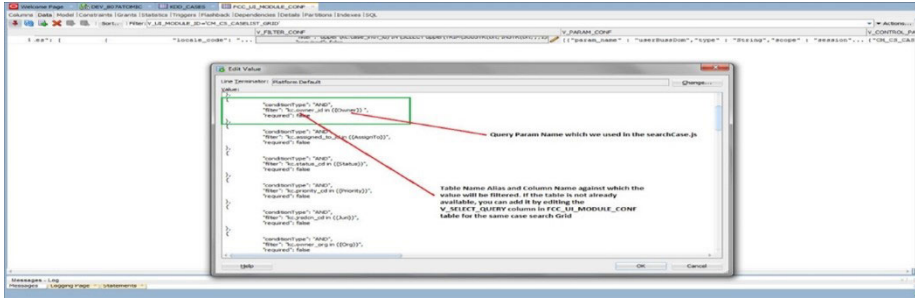 Welcome Page DEV_807ATOMIC KDD_CASES FCC_UI_MODULE_CONF
Columns Data Model Constraints Grants Statistics Triggers Flashback Dependencies Details Partitions Indexes SQL
Sort... Filter: V_UI_MODULE_ID='CM_CS_CASELIST_GRID' Actions...
V_FILTER_CONF V_PARAM_CONF V_CONTROL_PA
"locale_code": "... {["param_name" : "userBussDom","type" : "String","scope" : "session"... {"CM_CS_CAS
Edit Value
Line Terminator: Platform Default Change...
Value:
},
{
"conditionType": "AND",
"filter": "kc.owner_id in ({[Owner]}) ",
"required": false
},
{
"conditionType": "AND",
"filter": "kc.assigned_to_id in ({[AssignTo]})",
"required": false
Query Param Name which we used in the searchCase.js
},
{
"conditionType": "AND",
"filter": "kc.status_cd in ({[Status]})",
"required": false
},
{
"conditionType": "AND",
"filter": "kc.priority_cd in ({[Priority]})",
"required": false
Table Name Alias and Column Name against which the
value will be filtered. If the table is not already
available, you can add it by editing the
V_SELECT_QUERY column in FCC_UI_MODULE_CONF
table for the same case search Grid
},
{
"conditionType": "AND",
"filter": "kc.jrsdcn_cd in ({[Juri]})",
"required": false
},
{
"conditionType": "AND",
"filter": "kc.owner_org in ({[Org]})",
"required": false
Help OK Cancel
Messages - Log
Messages Logging Page Statements